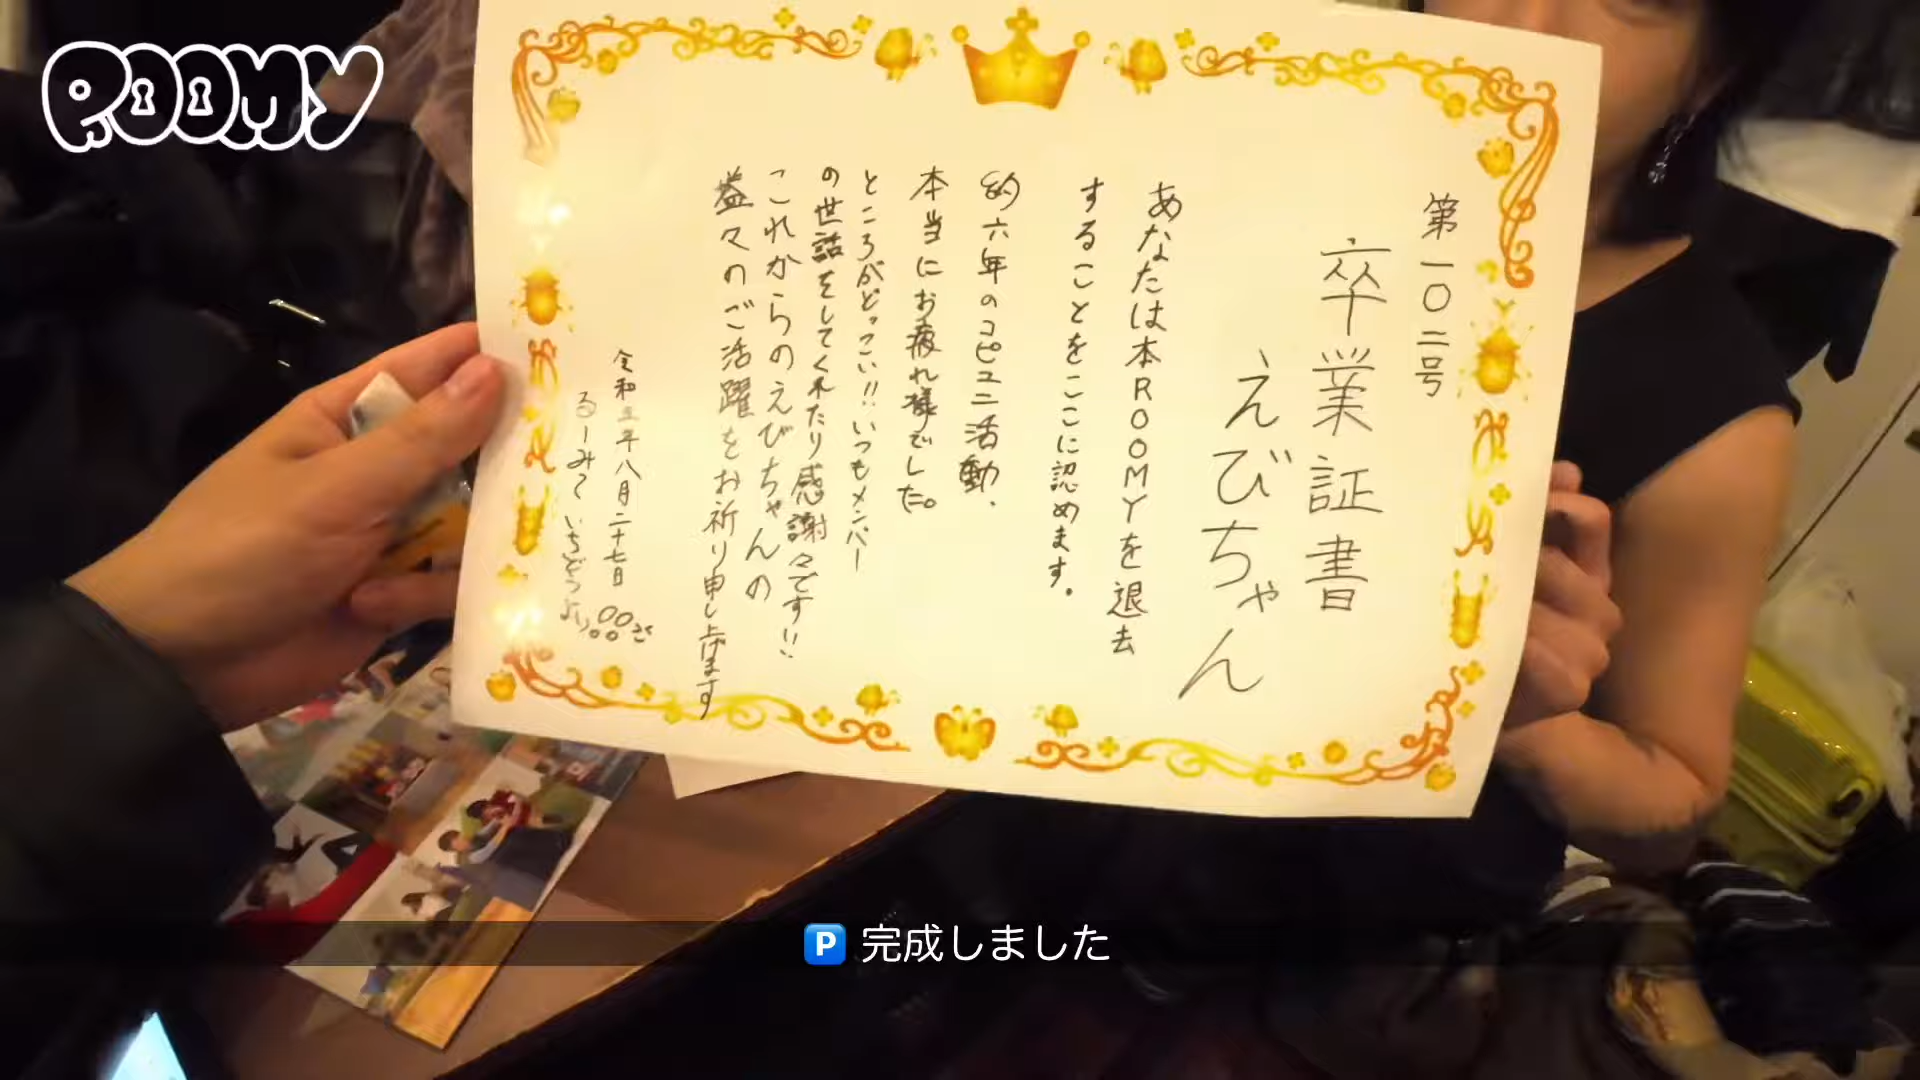 ROOMY
第一〇二号
卒業証書
えびちゃん
あなたは本ROOMYを退去
することをここに認めます。
約六年のコピユニ活動、
本当にお疲れ様でした。
ところがどっこい!!いつもメンバー
の世話をしてくれたり感謝々です!!
これからのえびちゃんの
益々のご活躍をお祈り申し上げます
令和五年八月二十七日
るーみて いちどうより
P 完成しました